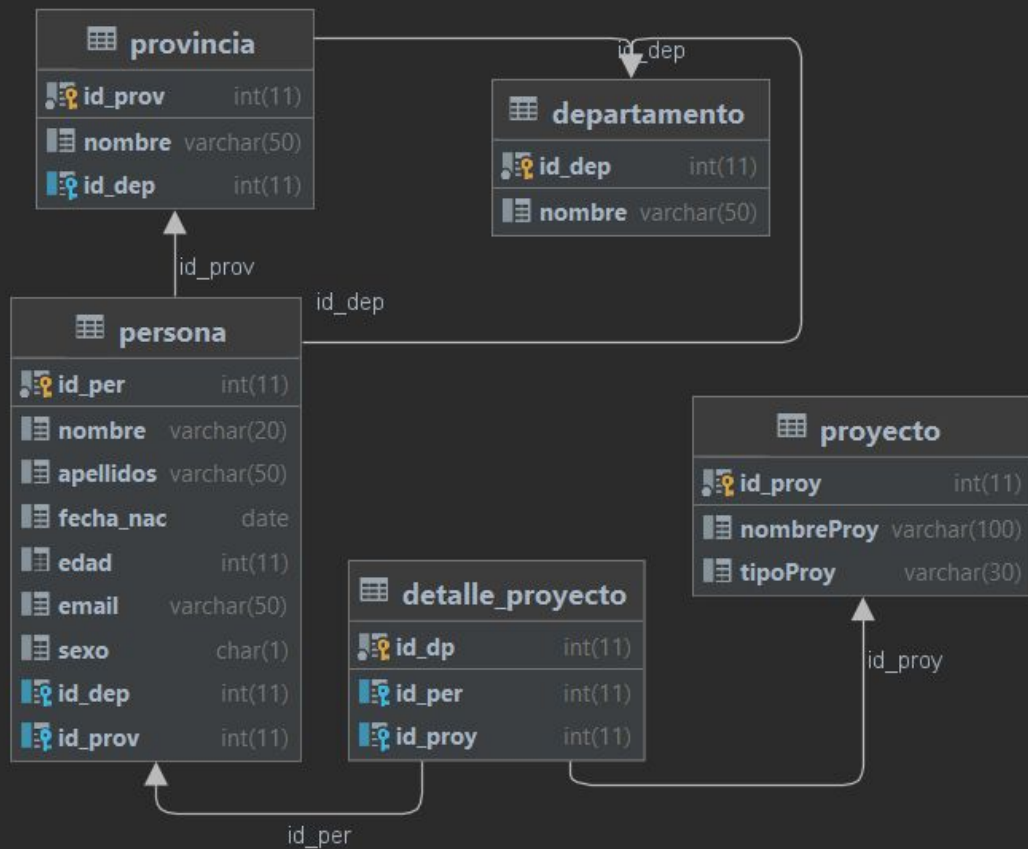 provincia
id_prov int(11)
nombre varchar(50)
id_dep int(11)
id_dep
departamento
id_dep int(11)
nombre varchar(50)
id_prov
id_dep
persona
id_per int(11)
nombre varchar(20)
apellidos varchar(50)
fecha_nac date
edad int(11)
email varchar(50)
sexo char(1)
id_dep int(11)
id_prov int(11)
proyecto
id_proy int(11)
nombreProy varchar(100)
tipoProy varchar(30)
detalle_proyecto
id_dp int(11)
id_per int(11)
id_proy int(11)
id_proy
id_per